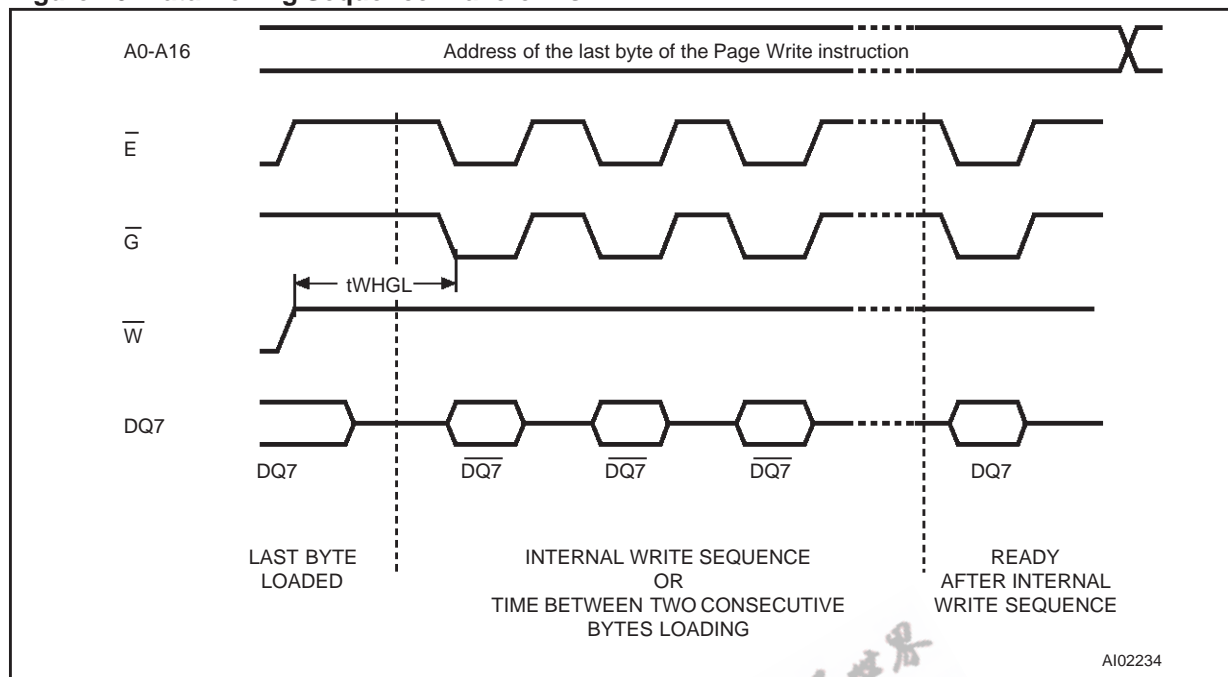 A0-A16
Address of the last byte of the Page Write instruction
E
G
tWHGL
W
DQ7
DQ7
DQ7
DQ7
DQ7
DQ7
LAST BYTE
LOADED
INTERNAL WRITE SEQUENCE
OR
TIME BETWEEN TWO CONSECUTIVE
BYTES LOADING
READY
AFTER INTERNAL
WRITE SEQUENCE
AI02234